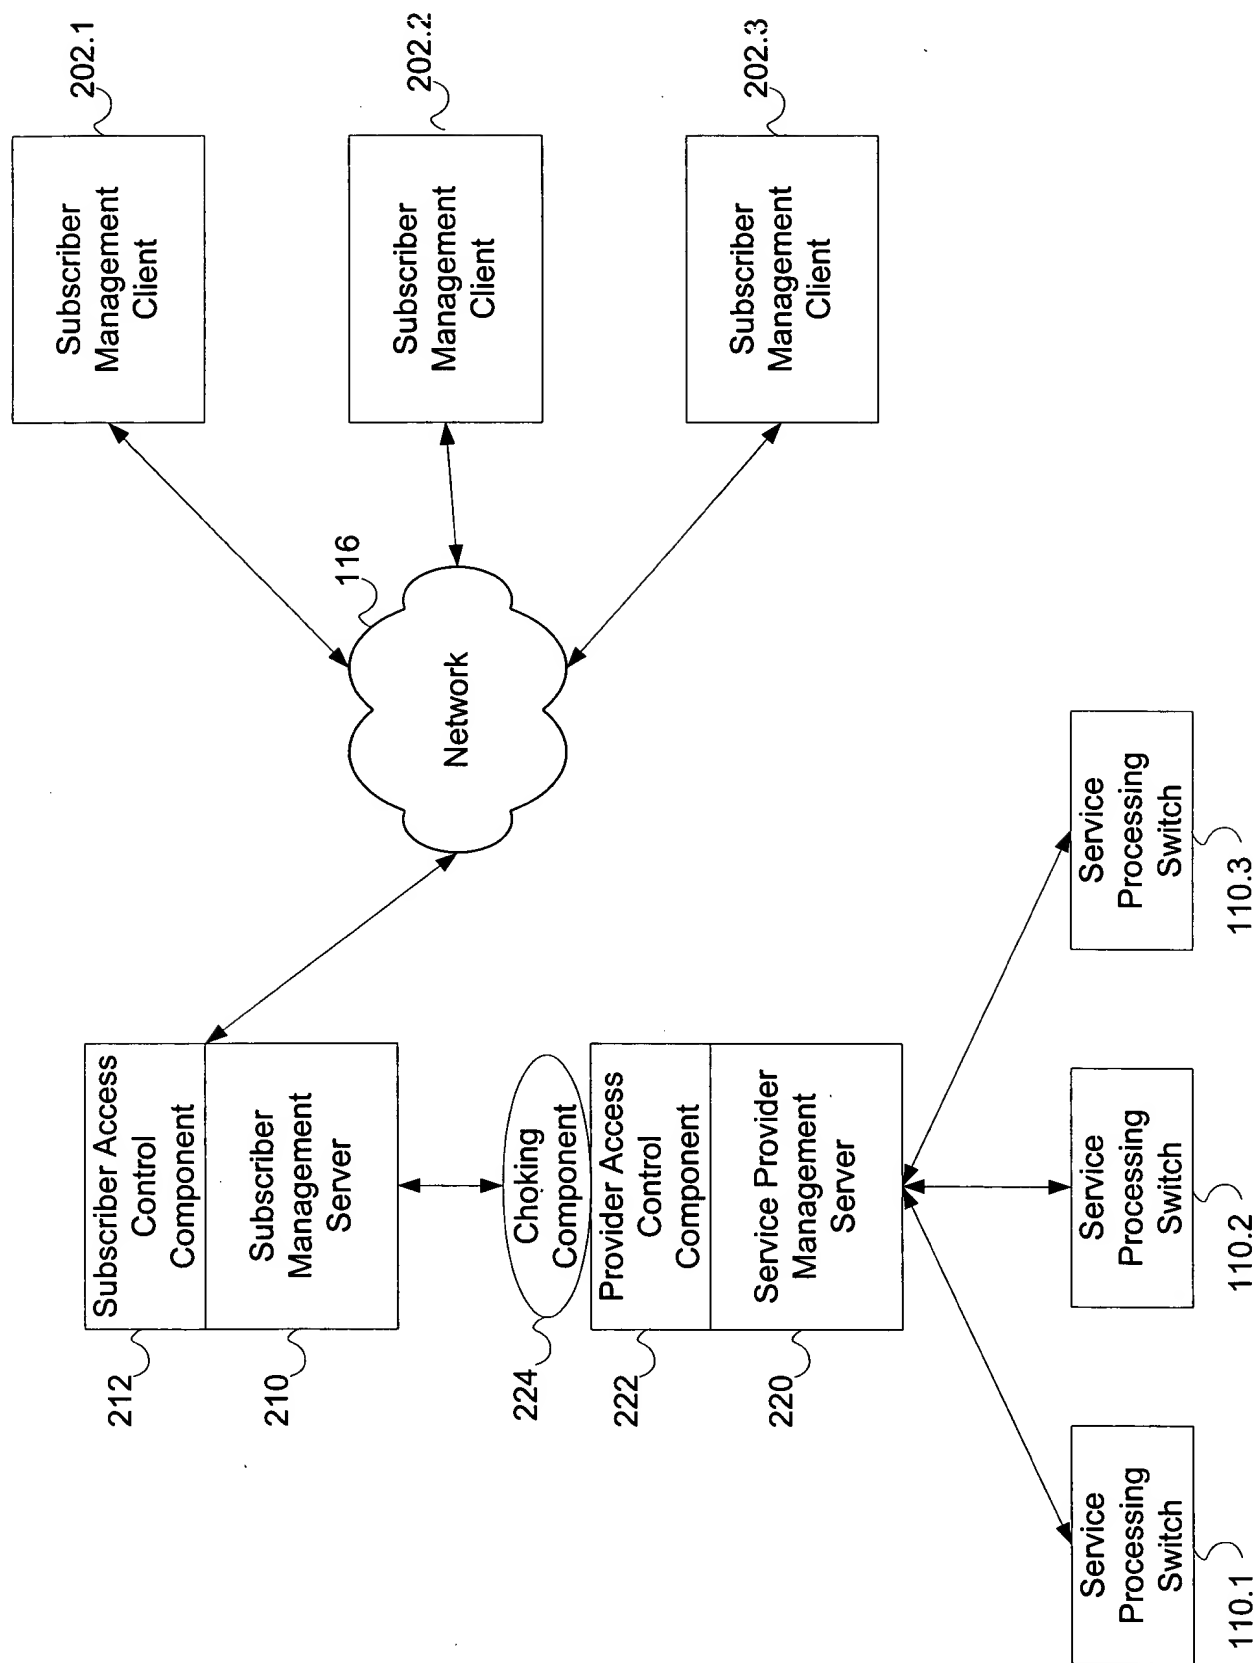 Subscriber Access
Control
Component
212
Subscriber
Management
Server
210
Choking
Component
224
Provider Access
Control
Component
222
Service Provider
Management
Server
220
Service
Processing
Switch
110.1
Service
Processing
Switch
110.2
Service
Processing
Switch
110.3
Network
116
Subscriber
Management
Client
202.1
Subscriber
Management
Client
202.2
Subscriber
Management
Client
202.3